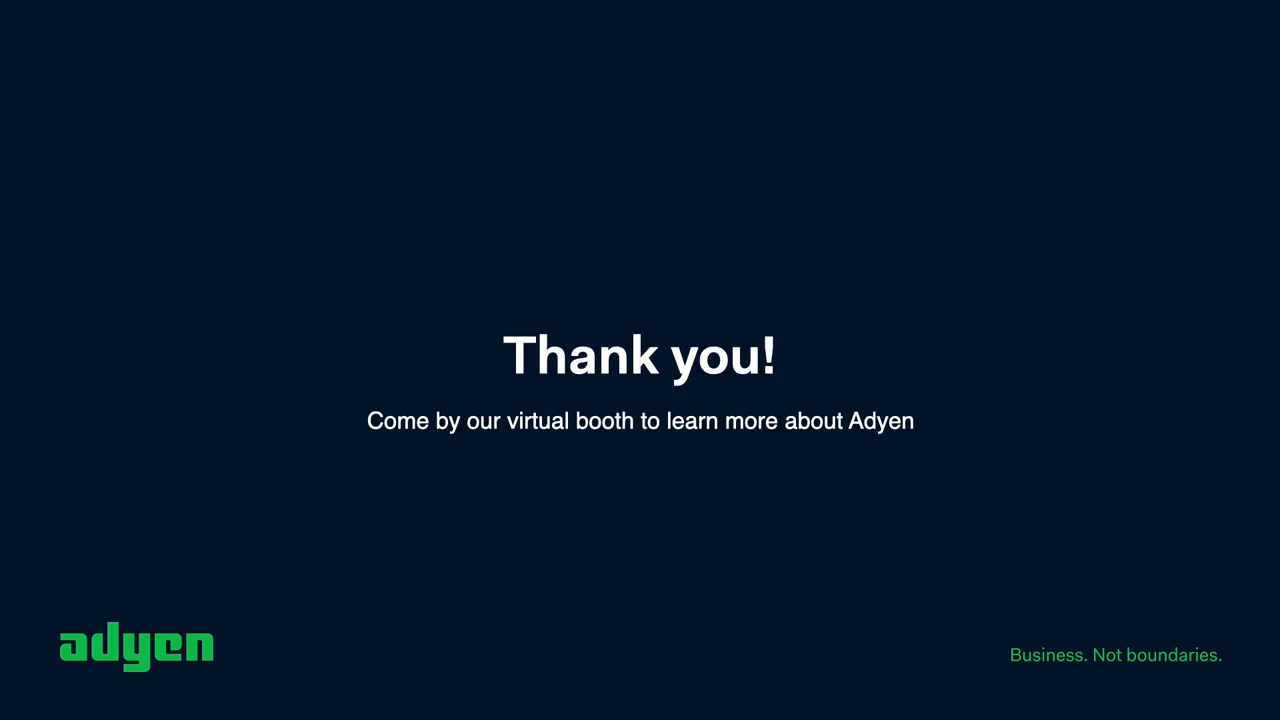 Thank you!
Come by our virtual booth to learn more about Adyen
adyen
Business. Not boundaries.